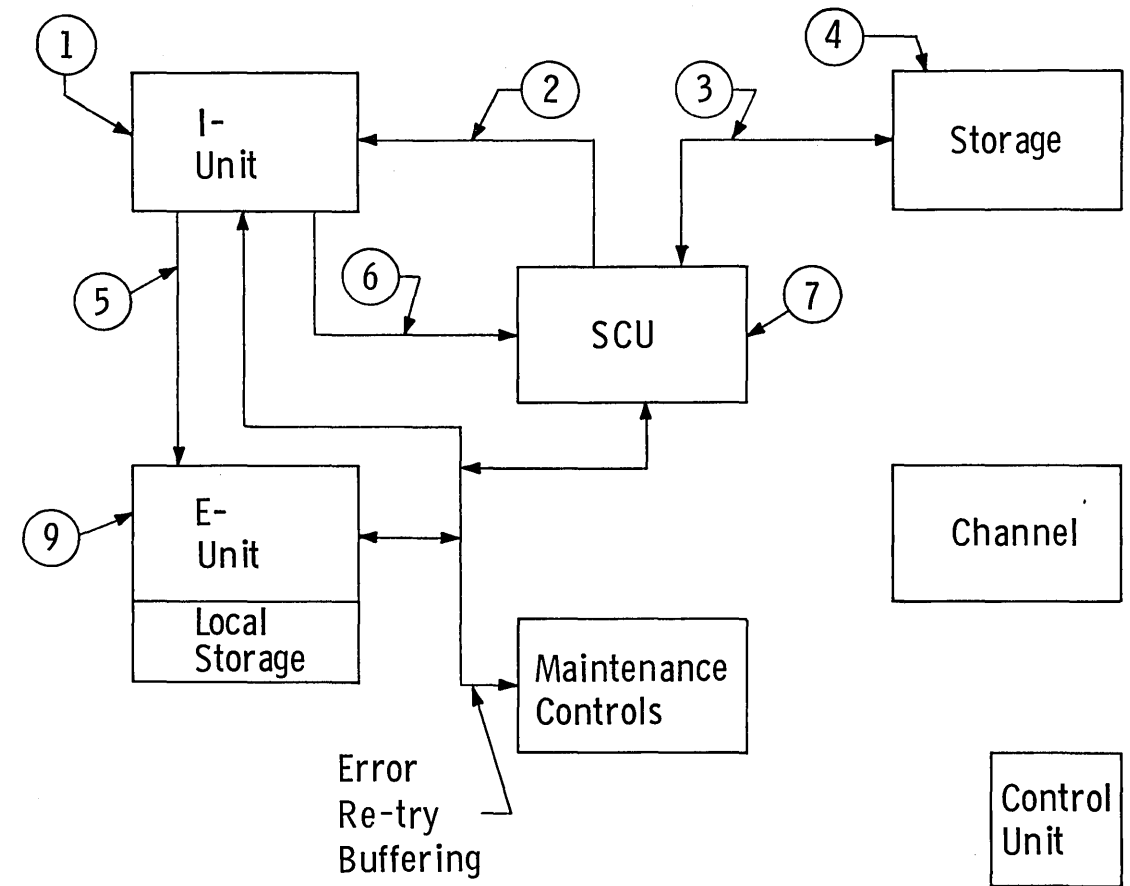 1
2
3
4
I-
Unit
Storage
5
6
7
SCU
9
E-
Unit
Channel
Local
Storage
Maintenance
Controls
Error
Re-try
Buffering
Control
Unit